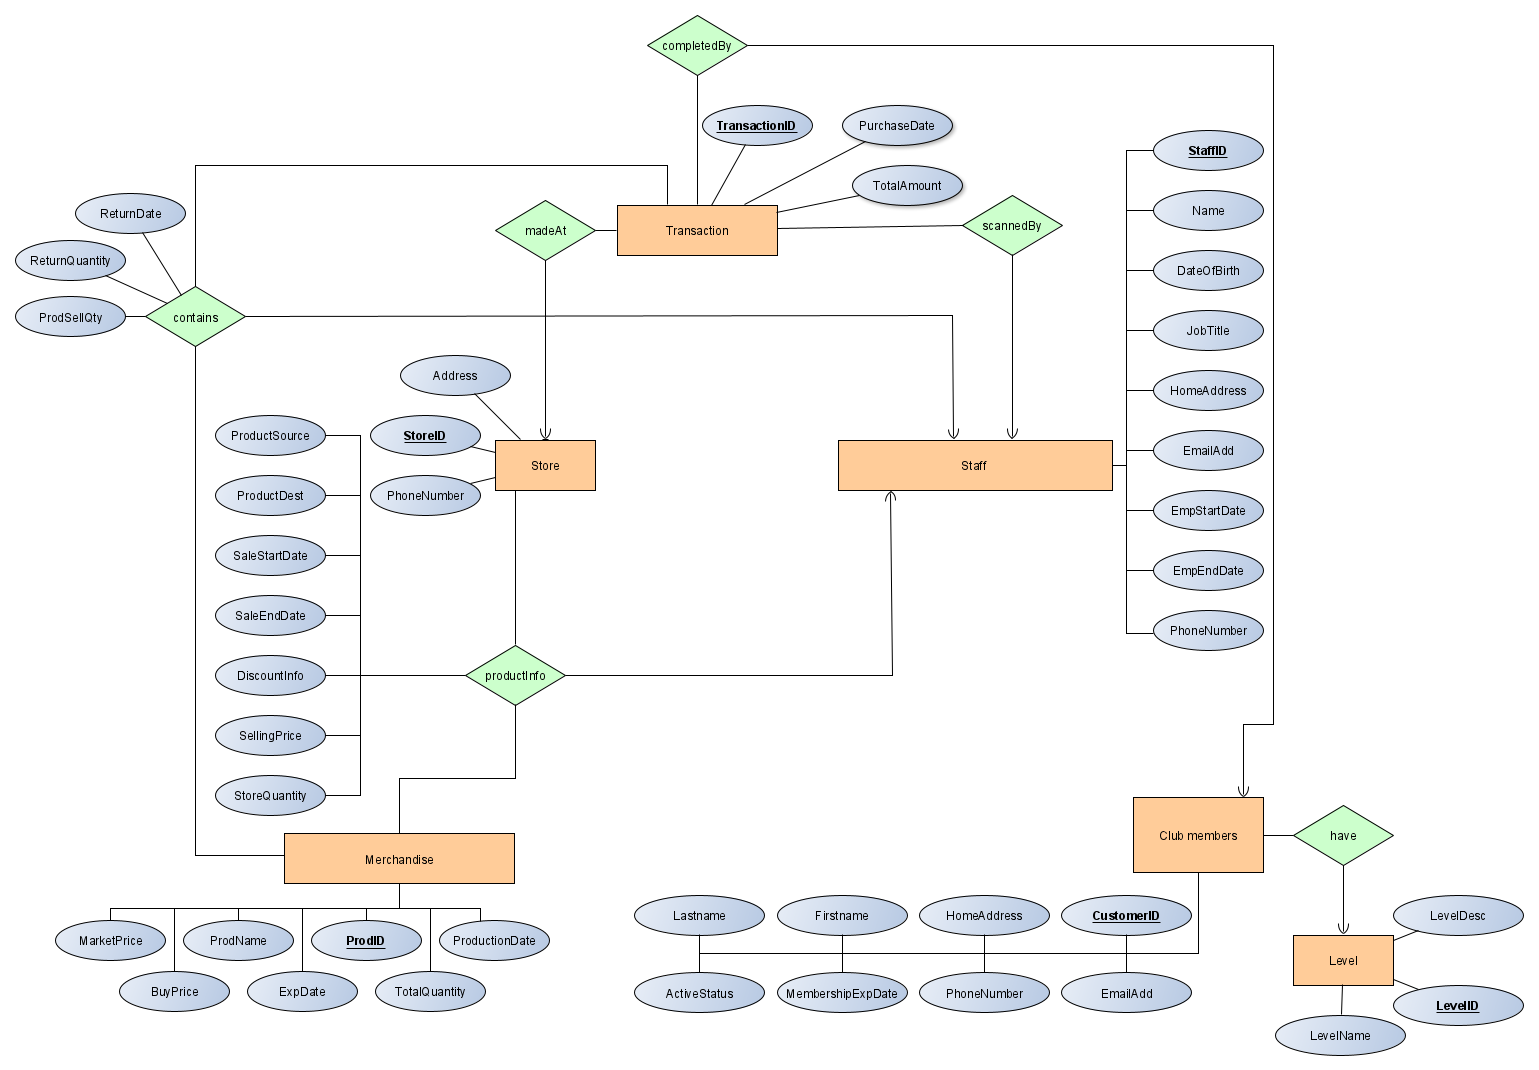 completedBy
TransactionID
PurchaseDate
StaffID
TotalAmount
ReturnDate
Name
madeAt
Transaction
scannedBy
ReturnQuantity
DateOfBirth
ProdSellQty
contains
JobTitle
Address
HomeAddress
ProductSource
StoreID
EmailAdd
Store
Staff
ProductDest
PhoneNumber
EmpStartDate
SaleStartDate
EmpEndDate
SaleEndDate
PhoneNumber
DiscountInfo
productInfo
SellingPrice
StoreQuantity
Club members
have
Merchandise
Lastname
Firstname
HomeAddress
CustomerID
LevelDesc
MarketPrice
ProdName
ProdID
ProductionDate
Level
BuyPrice
ExpDate
TotalQuantity
ActiveStatus
MembershipExpDate
PhoneNumber
EmailAdd
LevelID
LevelName